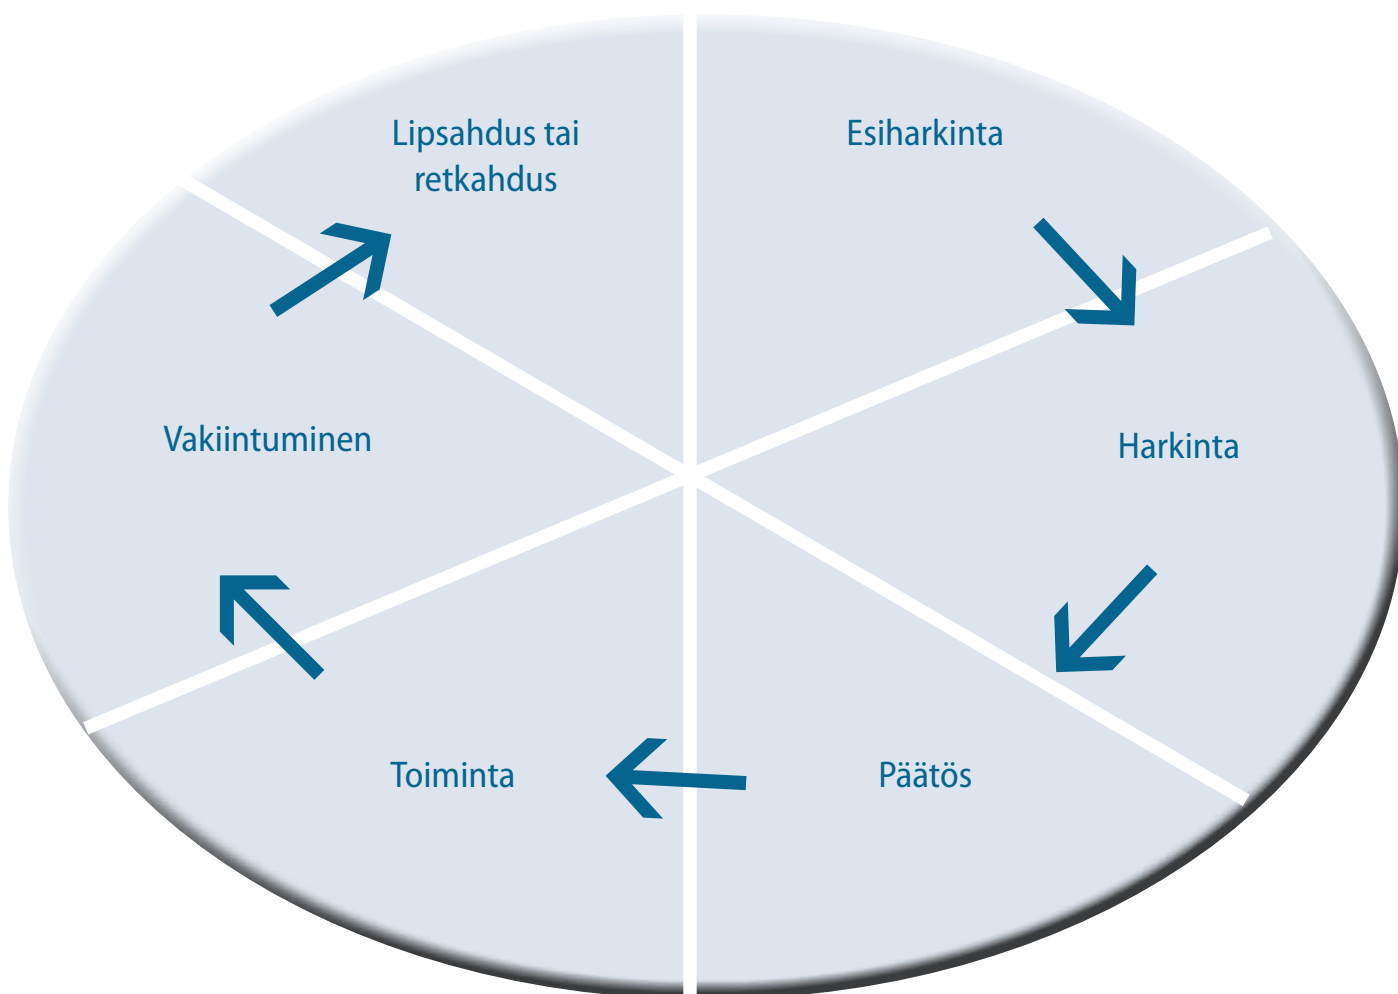 Lipsahdus tai
retkahdus
Esiharkinta
Vakiintuminen
Harkinta
Toiminta
Päätös